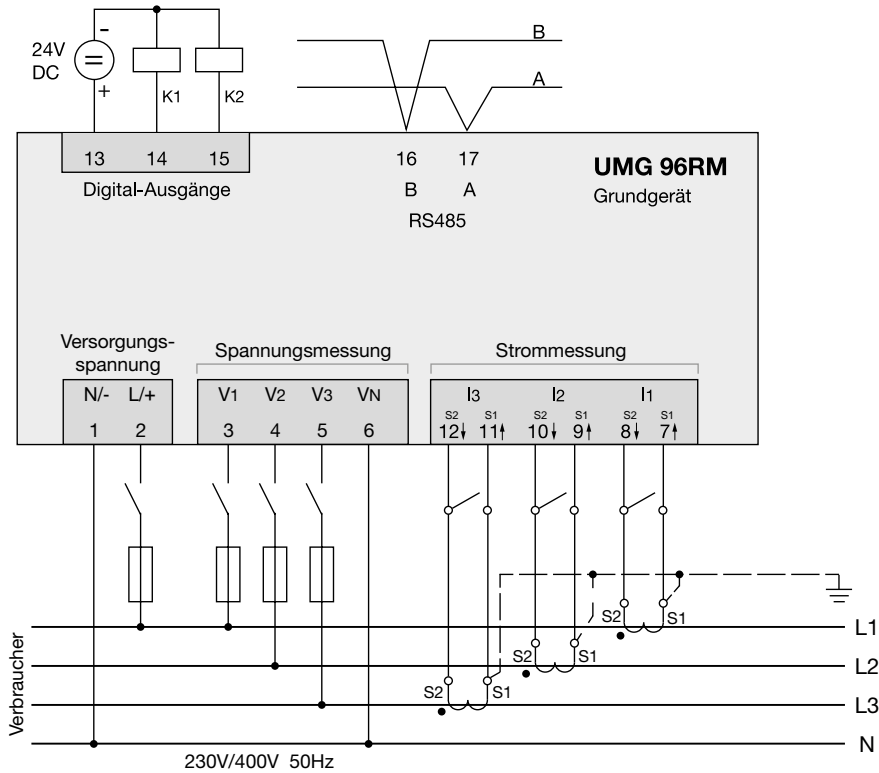 -
24V
DC
+
K1
K2
B
A
13 14 15
Digital-Ausgänge
16 17
B A
RS485
UMG 96RM
Grundgerät
Versorgungs-
spannung
Spannungsmessung
Strommessung
N/- L/+
1 2
V1 V2 V3 VN
3 4 5 6
I3 I2 I1
S2 S1 S2 S1 S2 S1
12 11 10 9 8 7
S2 S1
S2 S1
S2 S1
L1
L2
L3
N
Verbraucher
230V/400V 50Hz